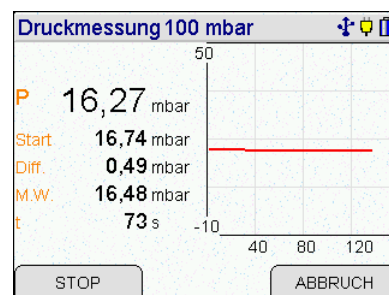 Druckmessung 100 mbar
50
P 16,27 mbar
Start 16,74 mbar
Diff. 0,49 mbar
M.W. 16,48 mbar
t 73 s
-10
40 80 120
STOP ABBRUCH